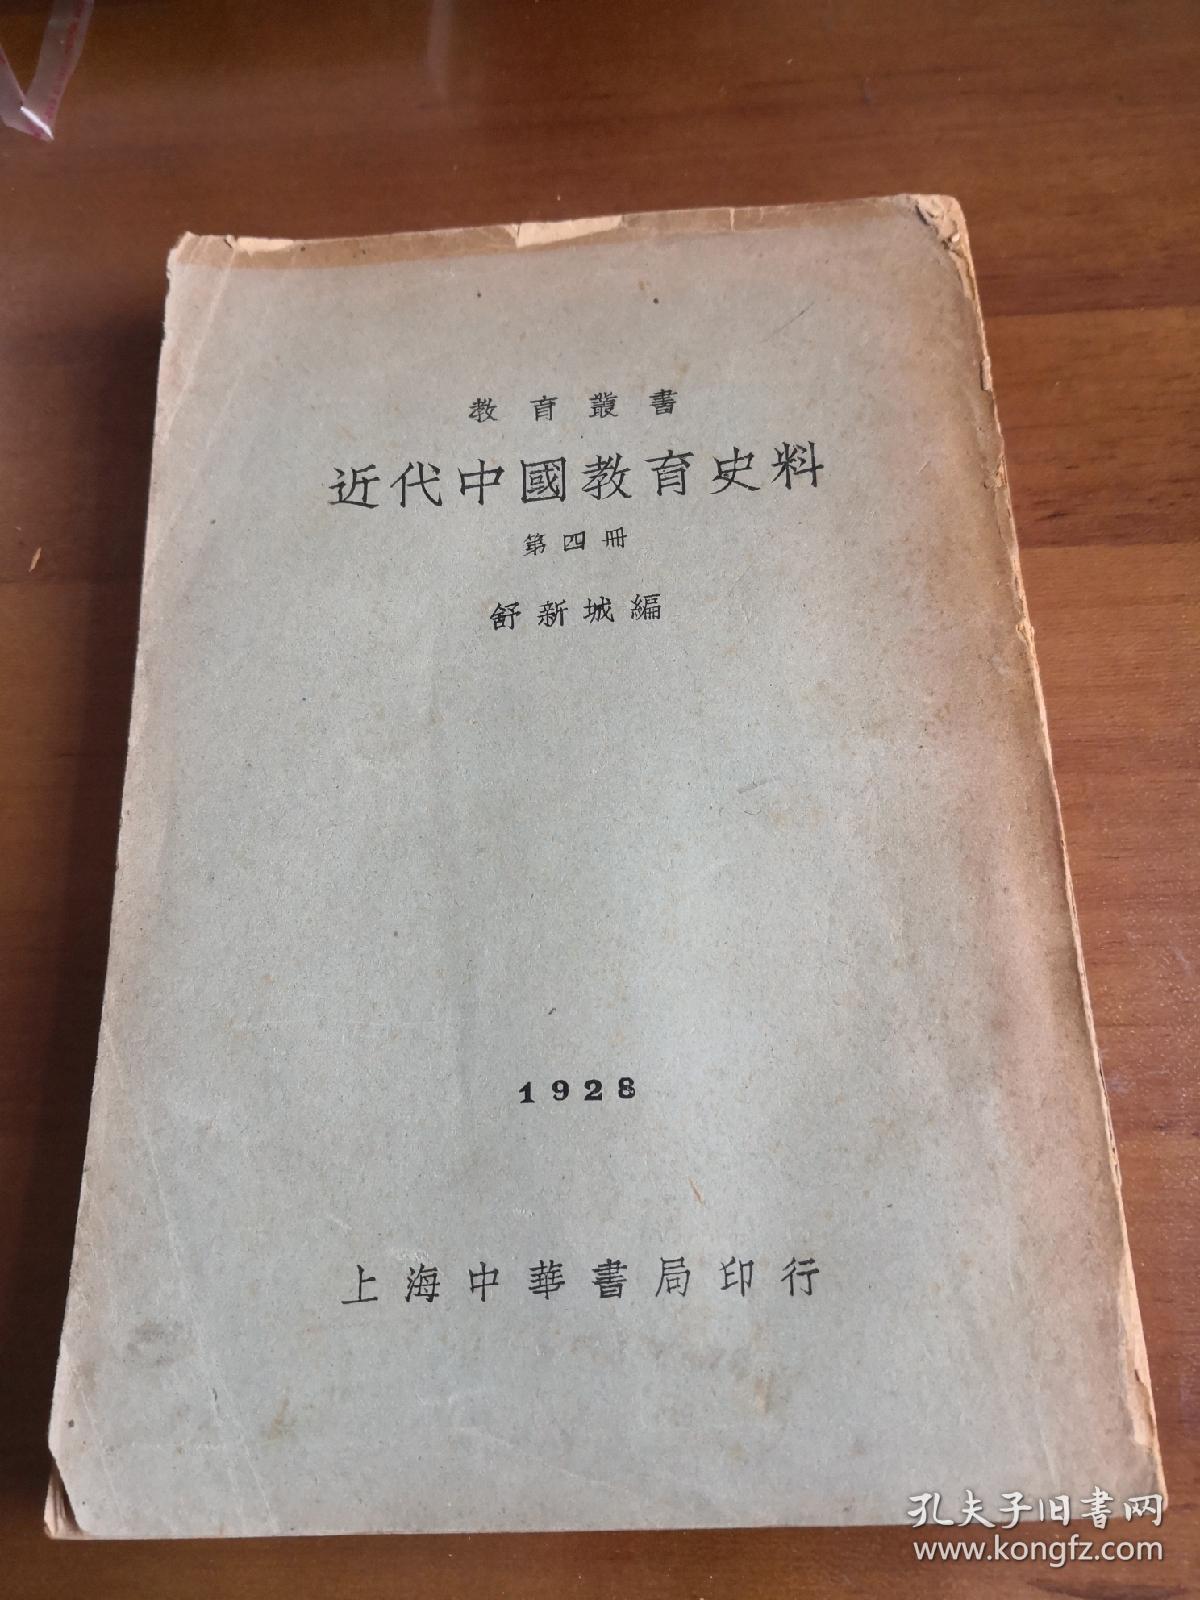 教育叢書
近代中國教育史料
第四冊
舒新城編
1928
上海中華書局印行
孔夫子旧書网
www.kongfz.com